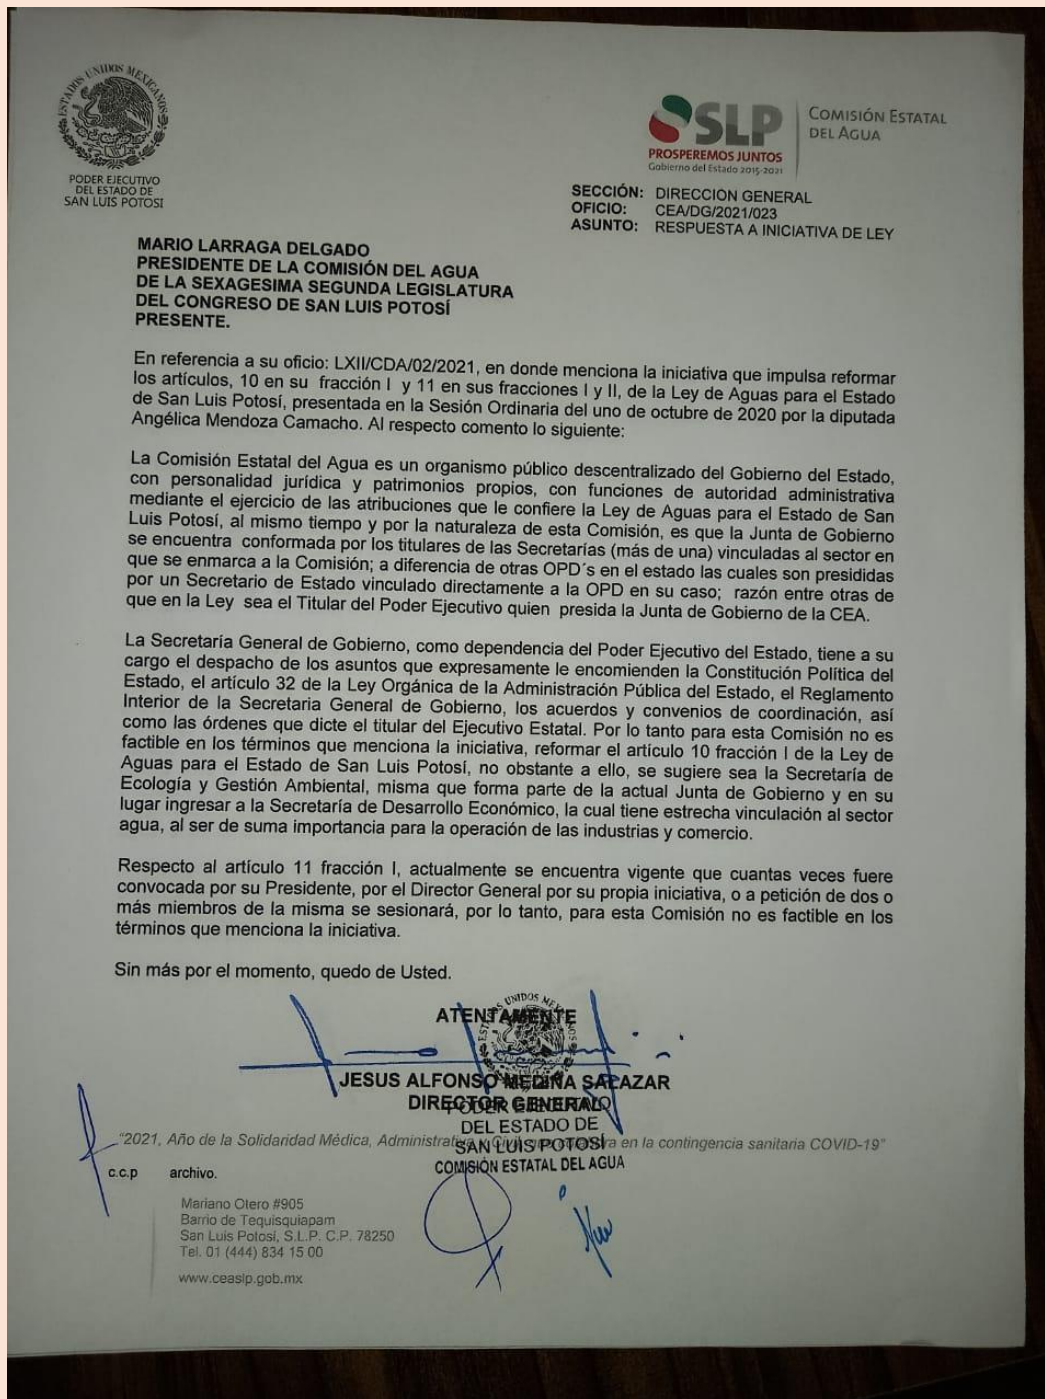 ESTADOS UNIDOS MEXICANOS
PODER EJECUTIVO
DEL ESTADO DE
SAN LUIS POTOSI
SLP
PROSPEREMOS JUNTOS
Gobierno del Estado 2015-2021
COMISIÓN ESTATAL
DEL AGUA
SECCIÓN: DIRECCION GENERAL
OFICIO: CEA/DG/2021/023
ASUNTO: RESPUESTA A INICIATIVA DE LEY
MARIO LARRAGA DELGADO
PRESIDENTE DE LA COMISIÓN DEL AGUA
DE LA SEXAGESIMA SEGUNDA LEGISLATURA
DEL CONGRESO DE SAN LUIS POTOSÍ
PRESENTE.
En referencia a su oficio: LXII/CDA/02/2021, en donde menciona la iniciativa que impulsa reformar
los artículos, 10 en su fracción I y 11 en sus fracciones I y II, de la Ley de Aguas para el Estado
de San Luis Potosí, presentada en la Sesión Ordinaria del uno de octubre de 2020 por la diputada
Angélica Mendoza Camacho. Al respecto comento lo siguiente:
La Comisión Estatal del Agua es un organismo público descentralizado del Gobierno del Estado,
con personalidad jurídica y patrimonios propios, con funciones de autoridad administrativa
mediante el ejercicio de las atribuciones que le confiere la Ley de Aguas para el Estado de San
Luis Potosí, al mismo tiempo y por la naturaleza de esta Comisión, es que la Junta de Gobierno
se encuentra conformada por los titulares de las Secretarías (más de una) vinculadas al sector en
que se enmarca a la Comisión; a diferencia de otras OPD´s en el estado las cuales son presididas
por un Secretario de Estado vinculado directamente a la OPD en su caso; razón entre otras de
que en la Ley sea el Titular del Poder Ejecutivo quien presida la Junta de Gobierno de la CEA.
La Secretaría General de Gobierno, como dependencia del Poder Ejecutivo del Estado, tiene a su
cargo el despacho de los asuntos que expresamente le encomienden la Constitución Política del
Estado, el artículo 32 de la Ley Orgánica de la Administración Pública del Estado, el Reglamento
Interior de la Secretaria General de Gobierno, los acuerdos y convenios de coordinación, así
como las órdenes que dicte el titular del Ejecutivo Estatal. Por lo tanto para esta Comisión no es
factible en los términos que menciona la iniciativa, reformar el artículo 10 fracción I de la Ley de
Aguas para el Estado de San Luis Potosí, no obstante a ello, se sugiere sea la Secretaría de
Ecología y Gestión Ambiental, misma que forma parte de la actual Junta de Gobierno y en su
lugar ingresar a la Secretaría de Desarrollo Económico, la cual tiene estrecha vinculación al sector
agua, al ser de suma importancia para la operación de las industrias y comercio.
Respecto al artículo 11 fracción I, actualmente se encuentra vigente que cuantas veces fuere
convocada por su Presidente, por el Director General por su propia iniciativa, o a petición de dos o
más miembros de la misma se sesionará, por lo tanto, para esta Comisión no es factible en los
términos que menciona la iniciativa.
Sin más por el momento, quedo de Usted.
ATENTAMENTE
JESUS ALFONSO MEDINA SALAZAR
DIRECTOR GENERAL
PODER EJECUTIVO
DEL ESTADO DE
SAN LUIS POTOSÍ
COMISIÓN ESTATAL DEL AGUA
"2021, Año de la Solidaridad Médica, Administrativa y Civil, en la contingencia sanitaria COVID-19"
c.c.p archivo.
Mariano Otero #905
Barrio de Tequisquiapam
San Luis Potosí, S.L.P. C.P. 78250
Tel. 01 (444) 834 15 00
www.ceaslp.gob.mx